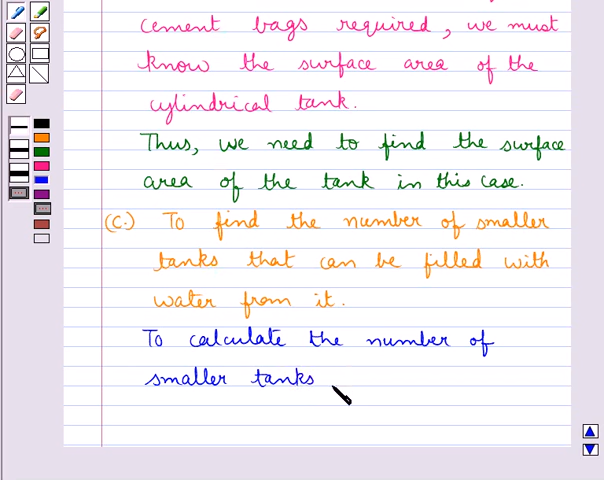 cement bags required, we must
know the surface area of the
cylindrical tank.
Thus, we need to find the surface
area of the tank in this case.
(C.) To find the number of smaller
tanks that can be filled with
water from it.
To calculate the number of
smaller tanks